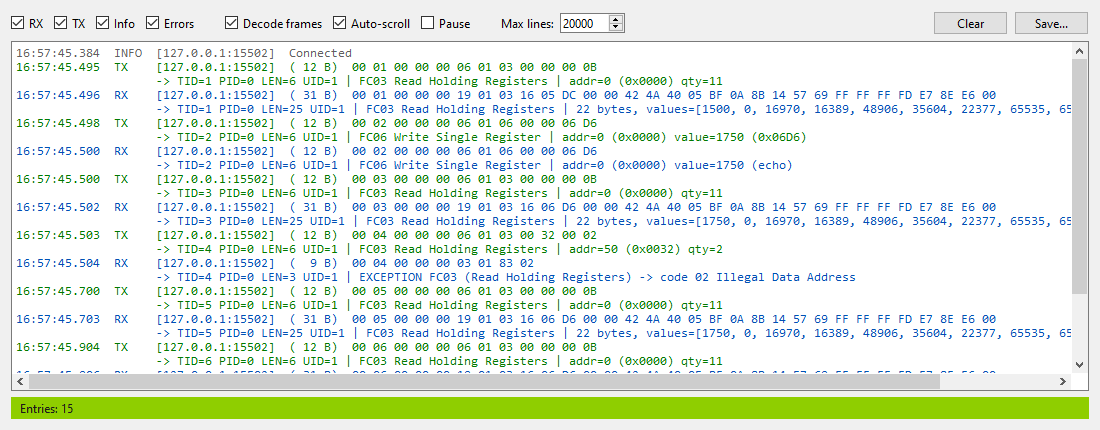 RX TX Info Errors Decode frames Auto-scroll Pause Max lines: 20000 Clear Save...
16:57:45.384 INFO [127.0.0.1:15502] Connected
16:57:45.495 TX [127.0.0.1:15502] ( 12 B) 00 01 00 00 00 06 01 03 00 00 00 0B
-> TID=1 PID=0 LEN=6 UID=1 | FC03 Read Holding Registers | addr=0 (0x0000) qty=11
16:57:45.496 RX [127.0.0.1:15502] ( 31 B) 00 01 00 00 00 19 01 03 16 05 DC 00 00 42 4A 40 05 BF 0A 8B 14 57 69 FF FF FF FD E7 8E E6 00
-> TID=1 PID=0 LEN=25 UID=1 | FC03 Read Holding Registers | 22 bytes, values=[1500, 0, 16970, 16389, 48906, 35604, 22377, 65535, 65
16:57:45.498 TX [127.0.0.1:15502] ( 12 B) 00 02 00 00 00 06 01 06 00 00 06 D6
-> TID=2 PID=0 LEN=6 UID=1 | FC06 Write Single Register | addr=0 (0x0000) value=1750 (0x06D6)
16:57:45.500 RX [127.0.0.1:15502] ( 12 B) 00 02 00 00 00 06 01 06 00 00 06 D6
-> TID=2 PID=0 LEN=6 UID=1 | FC06 Write Single Register | addr=0 (0x0000) value=1750 (echo)
16:57:45.500 TX [127.0.0.1:15502] ( 12 B) 00 03 00 00 00 06 01 03 00 00 00 0B
-> TID=3 PID=0 LEN=6 UID=1 | FC03 Read Holding Registers | addr=0 (0x0000) qty=11
16:57:45.502 RX [127.0.0.1:15502] ( 31 B) 00 03 00 00 00 19 01 03 16 06 D6 00 00 42 4A 40 05 BF 0A 8B 14 57 69 FF FF FF FD E7 8E E6 00
-> TID=3 PID=0 LEN=25 UID=1 | FC03 Read Holding Registers | 22 bytes, values=[1750, 0, 16970, 16389, 48906, 35604, 22377, 65535, 65
16:57:45.503 TX [127.0.0.1:15502] ( 12 B) 00 04 00 00 00 06 01 03 00 32 00 02
-> TID=4 PID=0 LEN=6 UID=1 | FC03 Read Holding Registers | addr=50 (0x0032) qty=2
16:57:45.504 RX [127.0.0.1:15502] ( 9 B) 00 04 00 00 00 03 01 83 02
-> TID=4 PID=0 LEN=3 UID=1 | EXCEPTION FC03 (Read Holding Registers) -> code 02 Illegal Data Address
16:57:45.700 TX [127.0.0.1:15502] ( 12 B) 00 05 00 00 00 06 01 03 00 00 00 0B
-> TID=5 PID=0 LEN=6 UID=1 | FC03 Read Holding Registers | addr=0 (0x0000) qty=11
16:57:45.703 RX [127.0.0.1:15502] ( 31 B) 00 05 00 00 00 19 01 03 16 06 D6 00 00 42 4A 40 05 BF 0A 8B 14 57 69 FF FF FF FD E7 8E E6 00
-> TID=5 PID=0 LEN=25 UID=1 | FC03 Read Holding Registers | 22 bytes, values=[1750, 0, 16970, 16389, 48906, 35604, 22377, 65535, 65
16:57:45.904 TX [127.0.0.1:15502] ( 12 B) 00 06 00 00 00 06 01 03 00 00 00 0B
-> TID=6 PID=0 LEN=6 UID=1 | FC03 Read Holding Registers | addr=0 (0x0000) qty=11
Entries: 15